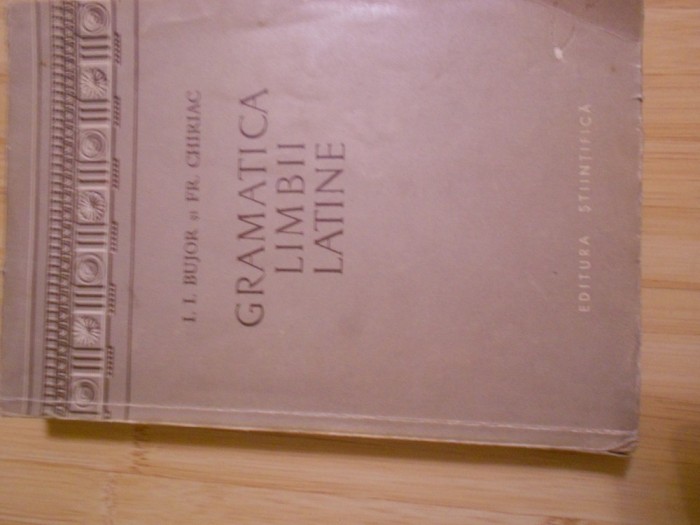 I. I. BUJOR și FR. CHIRIAC
GRAMATICA
LIMBII
LATINE
EDITURA ȘTIINȚIFICĂ